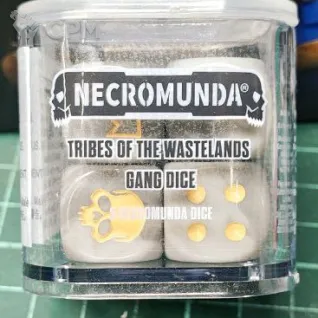 NECROMUNDA®
TRIBES OF THE WASTELANDS
GANG DICE
NECROMUNDA DICE